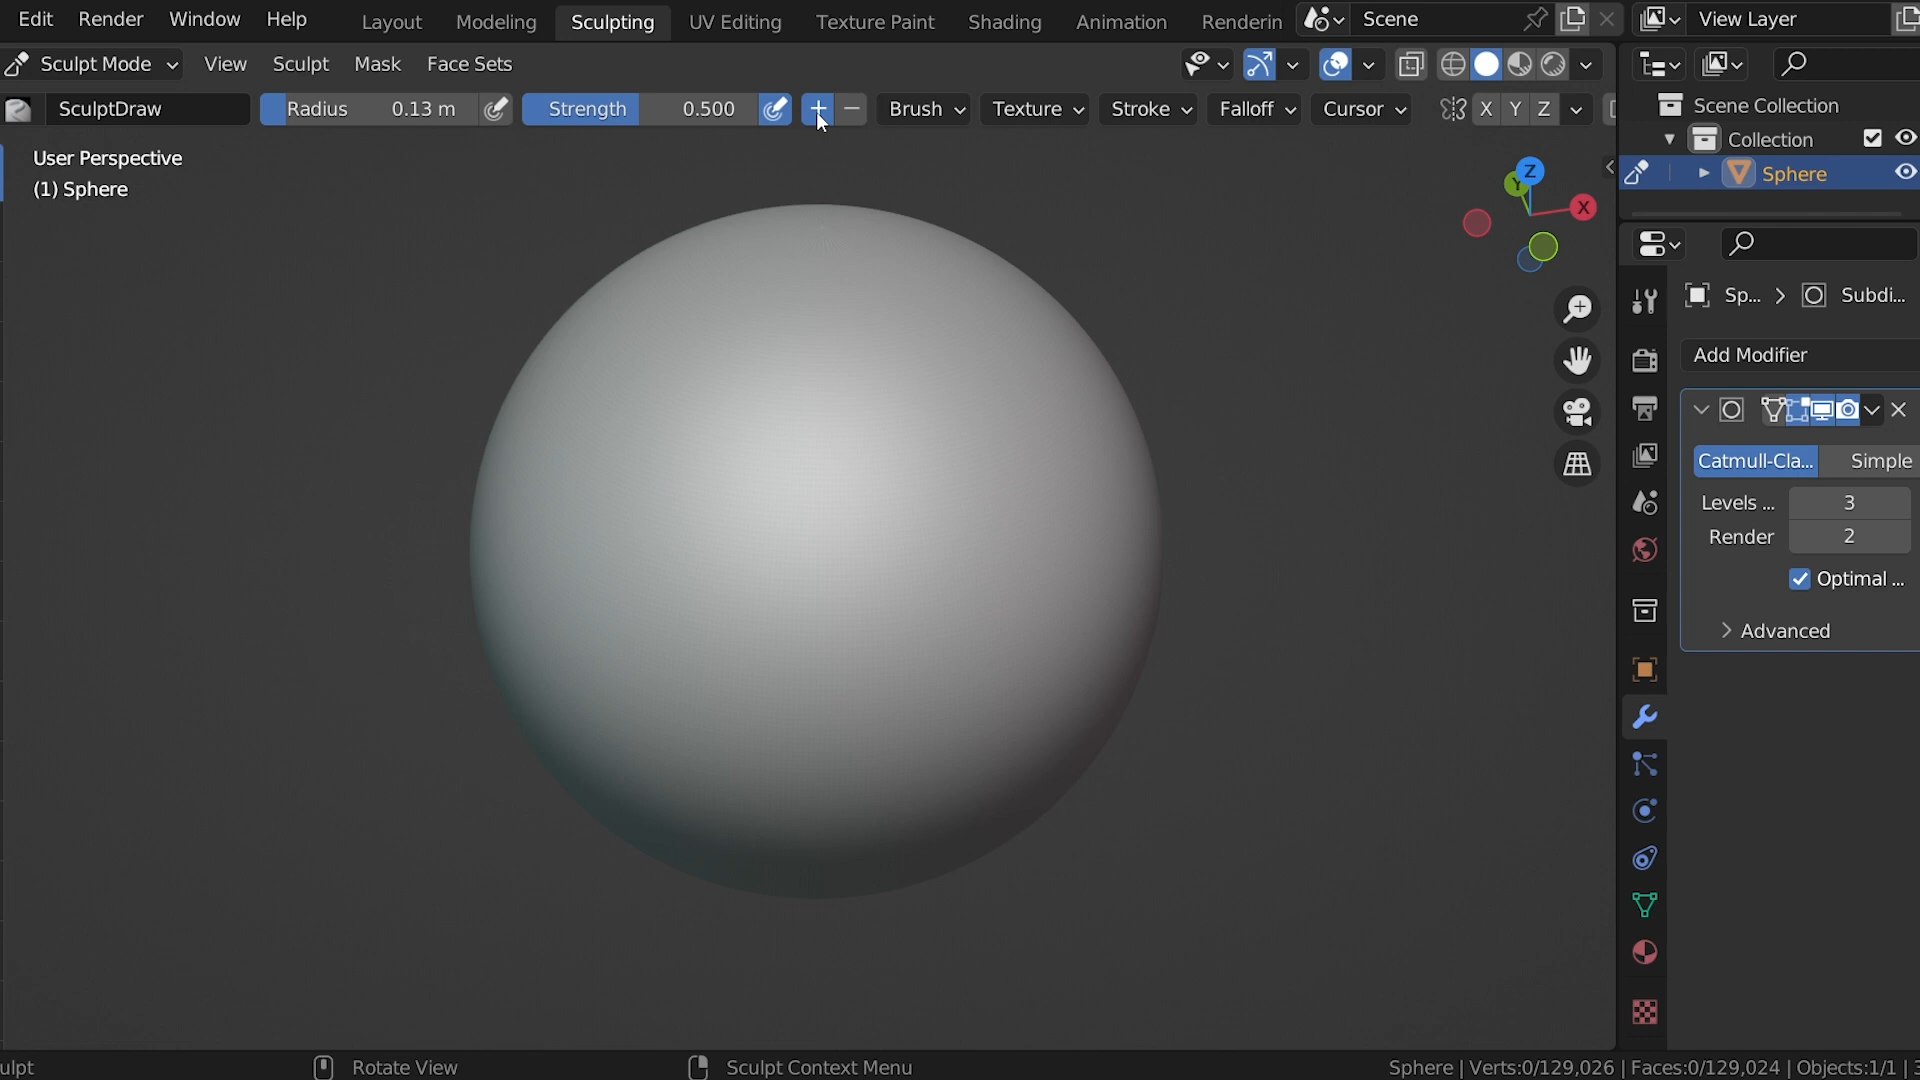 Edit Render Window Help Layout Modeling Sculpting UV Editing Texture Paint Shading Animation Renderin Scene View Layer
Sculpt Mode View Sculpt Mask Face Sets
SculptDraw Radius 0.13 m Strength 0.500 + − Brush Texture Stroke Falloff Cursor X Y Z
User Perspective
(1) Sphere
Z
Y
X
Scene Collection
Collection
Sphere
Sp... > Subdi...
Add Modifier
Catmull-Cla... Simple
Levels ... 3
Render 2
Optimal ...
Advanced
ulpt Rotate View Sculpt Context Menu Sphere | Verts:0/129,026 | Faces:0/129,024 | Objects:1/1 | 3